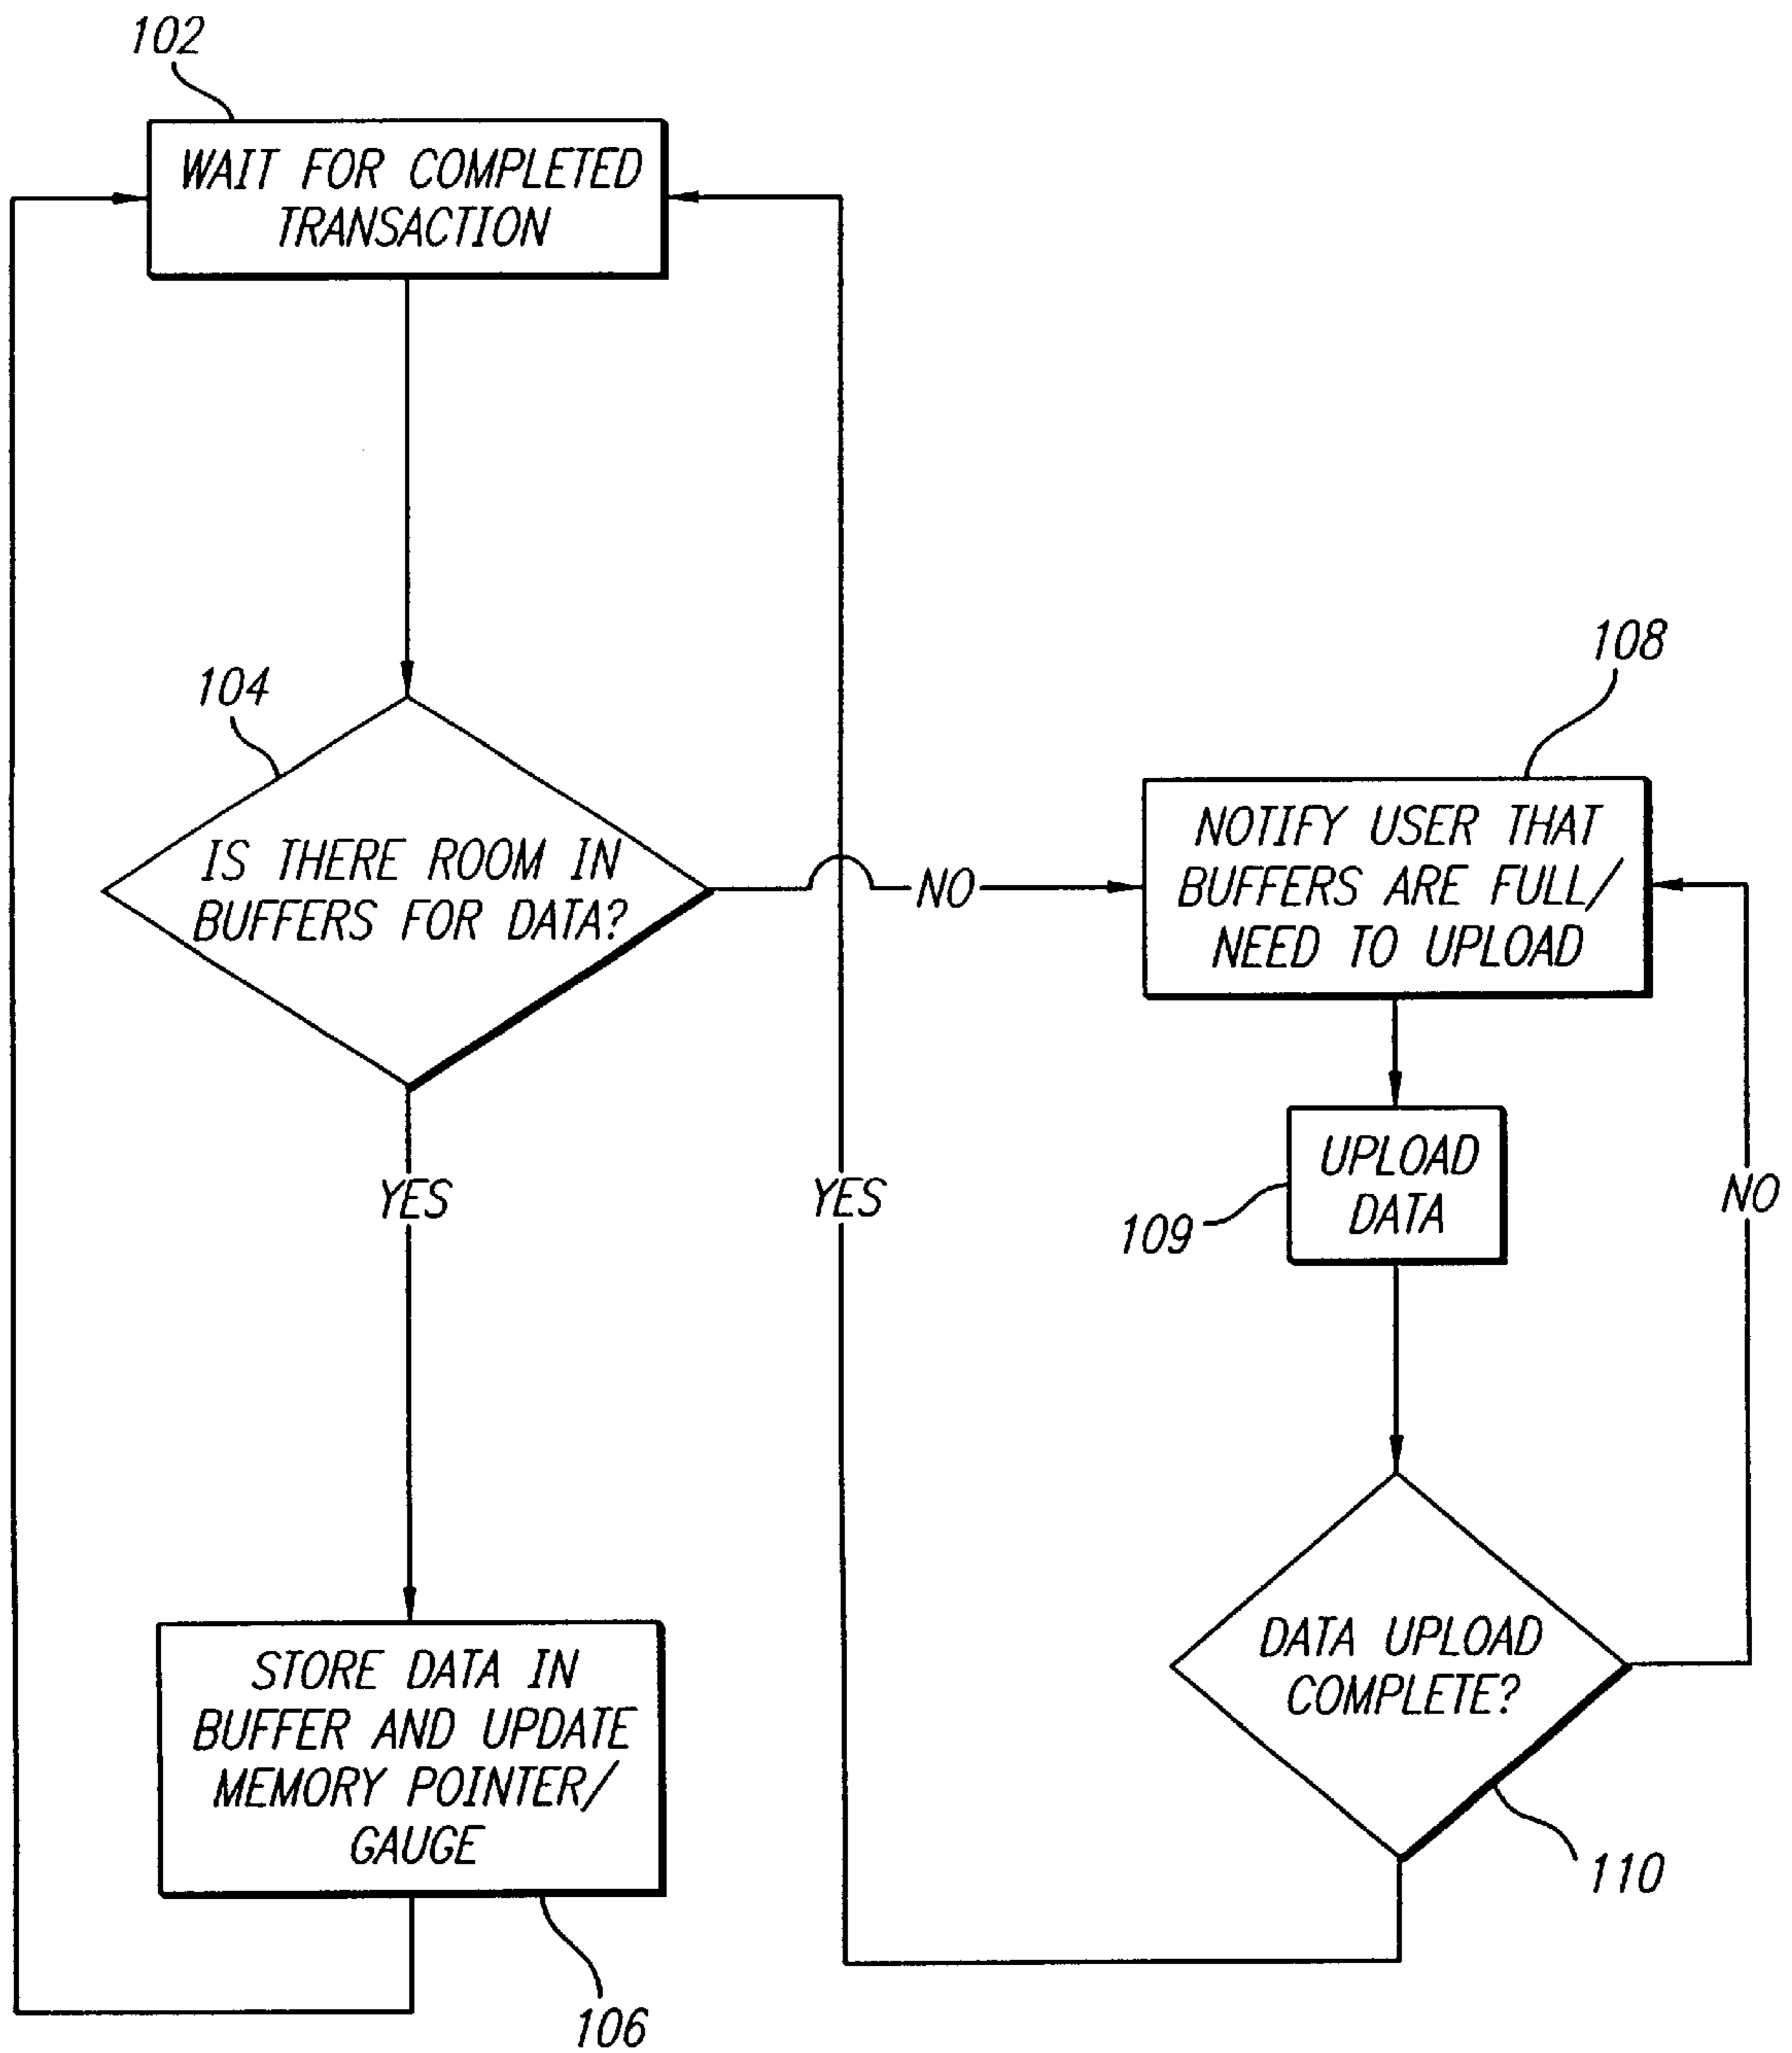 102
WAIT FOR COMPLETED
TRANSACTION
104
IS THERE ROOM IN
BUFFERS FOR DATA?
NO
108
NOTIFY USER THAT
BUFFERS ARE FULL/
NEED TO UPLOAD
YES
YES
109
UPLOAD
DATA
NO
STORE DATA IN
BUFFER AND UPDATE
MEMORY POINTER/
GAUGE
106
DATA UPLOAD
COMPLETE?
110